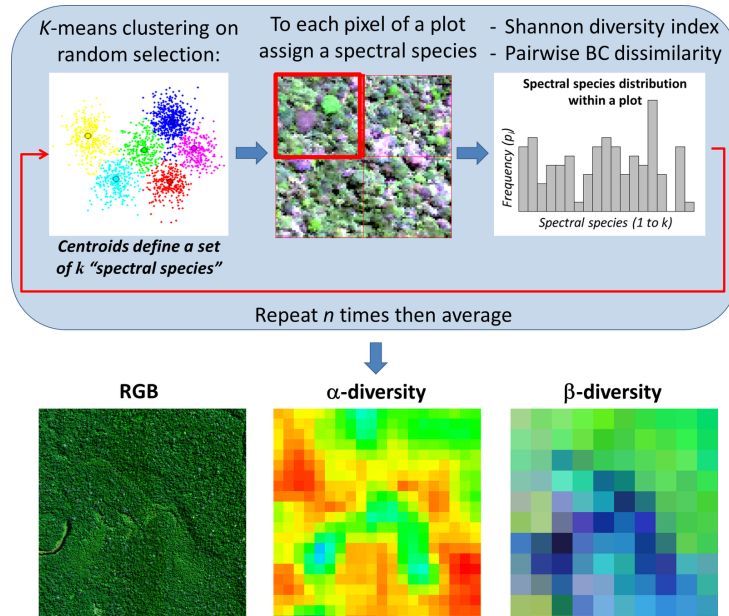 K-means clustering on
random selection:
Centroids define a set
of k “spectral species”
To each pixel of a plot
assign a spectral species
- Shannon diversity index
- Pairwise BC dissimilarity
Spectral species distribution
within a plot
Frequency (pi)
Spectral species (1 to k)
Repeat n times then average
RGB
α-diversity
β-diversity